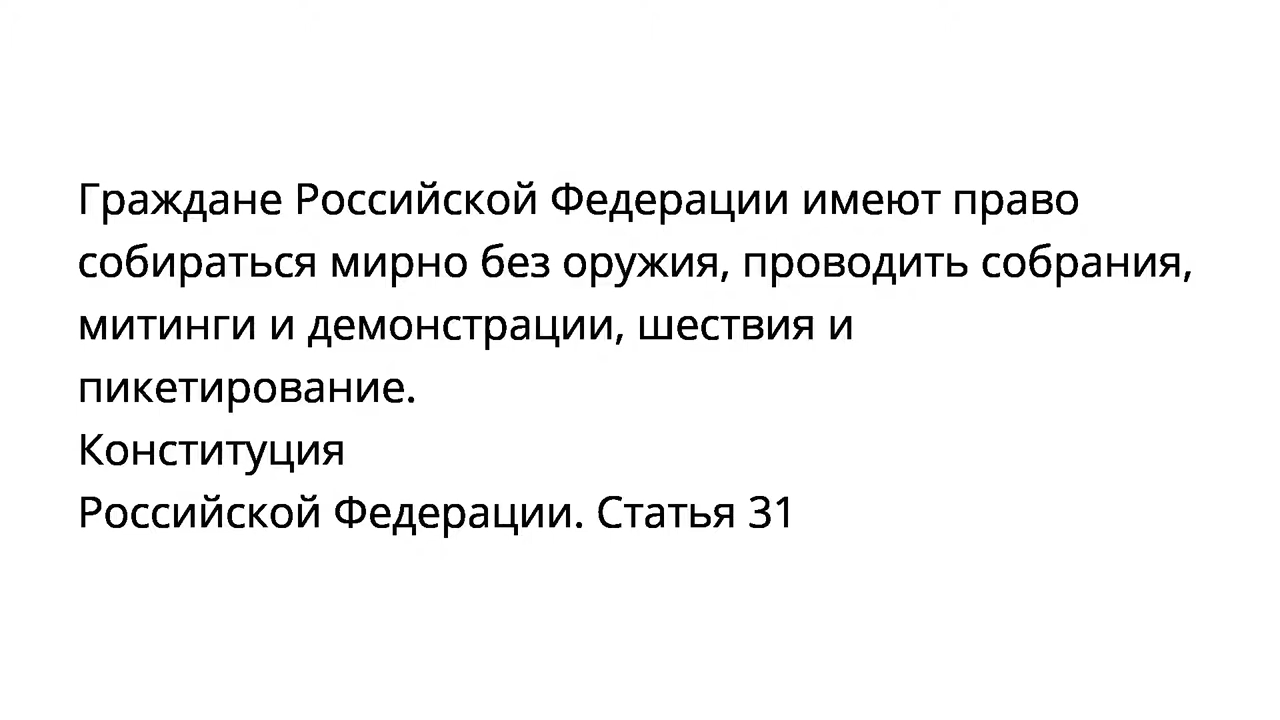 Граждане Российской Федерации имеют право
собираться мирно без оружия, проводить собрания,
митинги и демонстрации, шествия и
пикетирование.
Конституция
Российской Федерации. Статья 31